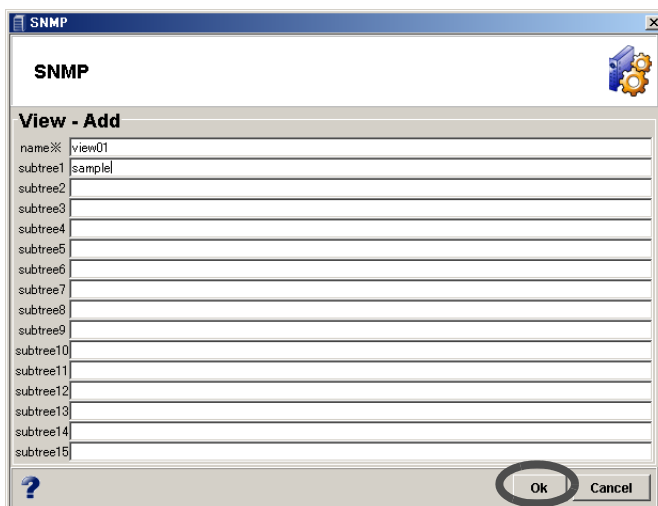 SNMP
SNMP
View - Add
name※ view01
subtree1 sample
subtree2
subtree3
subtree4
subtree5
subtree6
subtree7
subtree8
subtree9
subtree10
subtree11
subtree12
subtree13
subtree14
subtree15
? Ok Cancel